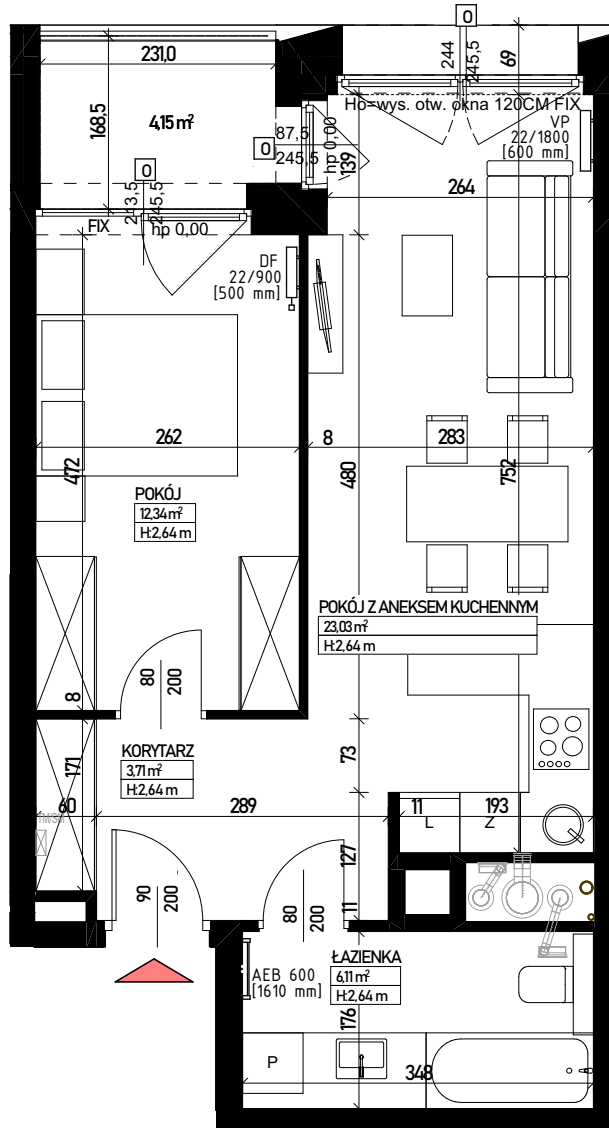 0
244
245,5
69
231,0
168,5
4,15 m²
Ho=wys. otw. okna 120CM FIX
VP
22/1800
[600 mm]
0
87,5
245,5
hp 0,00
139
0
213,5
245,5
264
FIX
hp 0,00
DF
22/900
[500 mm]
262
8
283
472
480
752
POKÓJ
12,34 m²
H:2,64 m
POKÓJ Z ANEKSEM KUCHENNYM
23,03 m²
H:2,64 m
80
200
8
KORYTARZ
3,71 m²
H:2,64 m
171
73
60
289
11
193
L
Z
127
90
200
80
200
11
ŁAZIENKA
6,11 m²
H:2,64 m
AEB 600
[1610 mm]
176
P
348